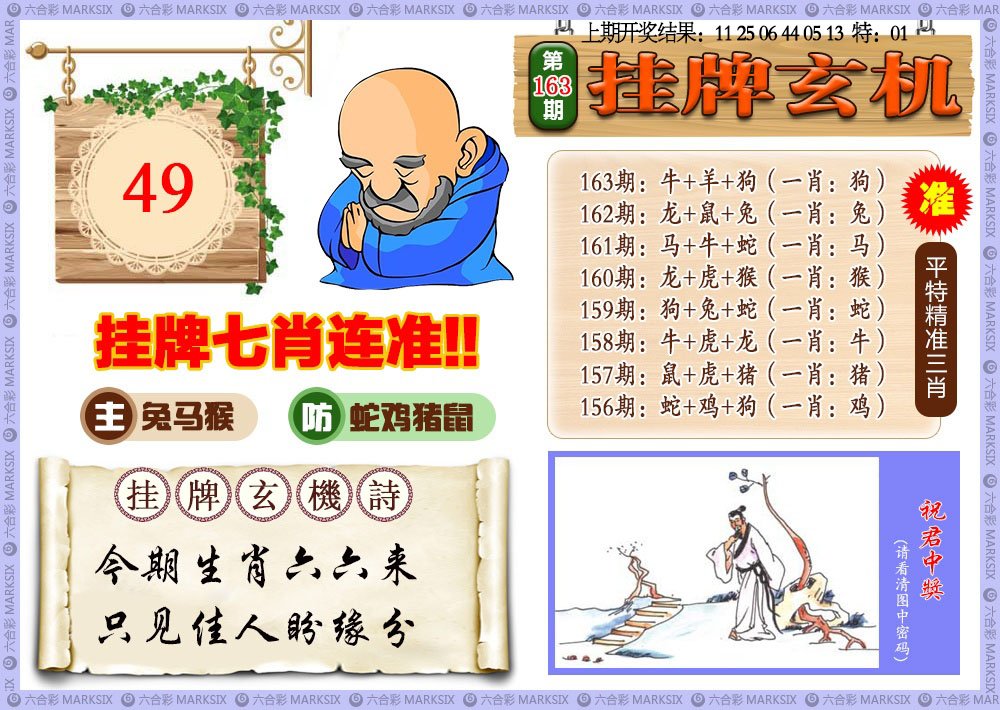 六合彩 MARKSIX
上期开奖结果：11 25 06 44 05 13 特：01
第
163
期
挂牌玄机
49
163期：牛+羊+狗（一肖：狗）
162期：龙+鼠+兔（一肖：兔）
161期：马+牛+蛇（一肖：马）
160期：龙+虎+猴（一肖：猴）
159期：狗+兔+蛇（一肖：蛇）
158期：牛+虎+龙（一肖：牛）
157期：鼠+虎+猪（一肖：猪）
156期：蛇+鸡+狗（一肖：鸡）
准
平特精准三肖
挂牌七肖连准!!
主 兔马猴
防 蛇鸡猪鼠
挂牌玄機詩
今期生肖六六来
只见佳人盼缘分
祝君中獎
（请看清图中密码）